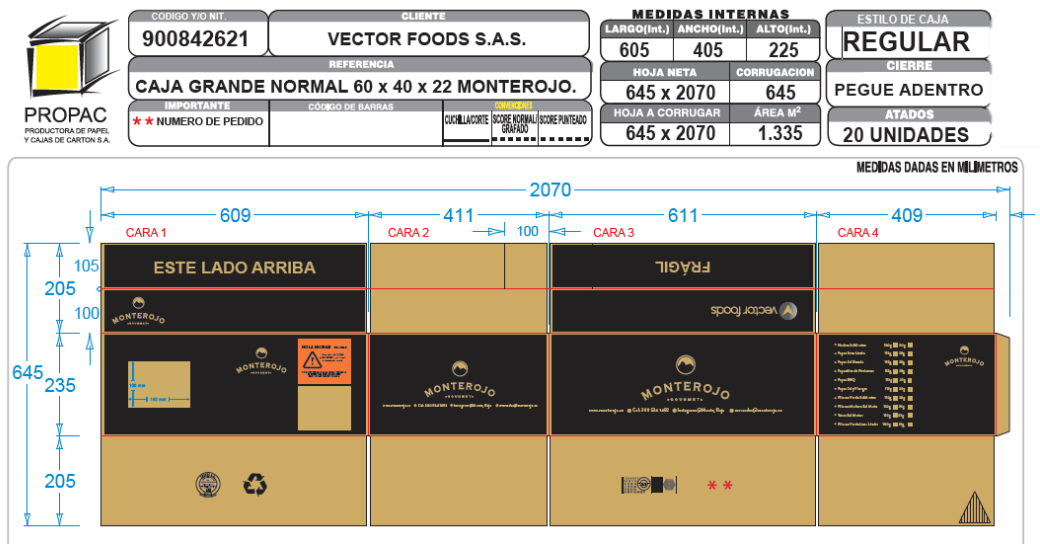 PROPAC
PRODUCTORA DE PAPEL
Y CAJAS DE CARTON S.A.
CODIGO Y/O NIT.
900842621
CLIENTE
VECTOR FOODS S.A.S.
REFERENCIA
CAJA GRANDE NORMAL 60 x 40 x 22 MONTEROJO.
IMPORTANTE
** NUMERO DE PEDIDO
CÓDIGO DE BARRAS
CONVENCIONES
CUCHILLA/CORTE
SCORE NORMAL/
GRAFADO
SCORE PUNTEADO
MEDIDAS INTERNAS
LARGO(Int.) ANCHO(Int.) ALTO(Int.)
605 405 225
HOJA NETA CORRUGACION
645 x 2070 645
HOJA A CORRUGAR ÁREA M²
645 x 2070 1.335
ESTILO DE CAJA
REGULAR
CIERRE
PEGUE ADENTRO
ATADOS
20 UNIDADES
MEDIDAS DADAS EN MILIMETROS
2070
609 411 611 409
CARA 1 CARA 2 100 CARA 3 CARA 4
105
205
100
645
235
205
ESTE LADO ARRIBA
FRÁGIL
MONTEROJO
GOURMET
vector foods
MONTEROJO
MONTEROJO
GOURMET
MONTEROJO
GOURMET
MONTEROJO
**